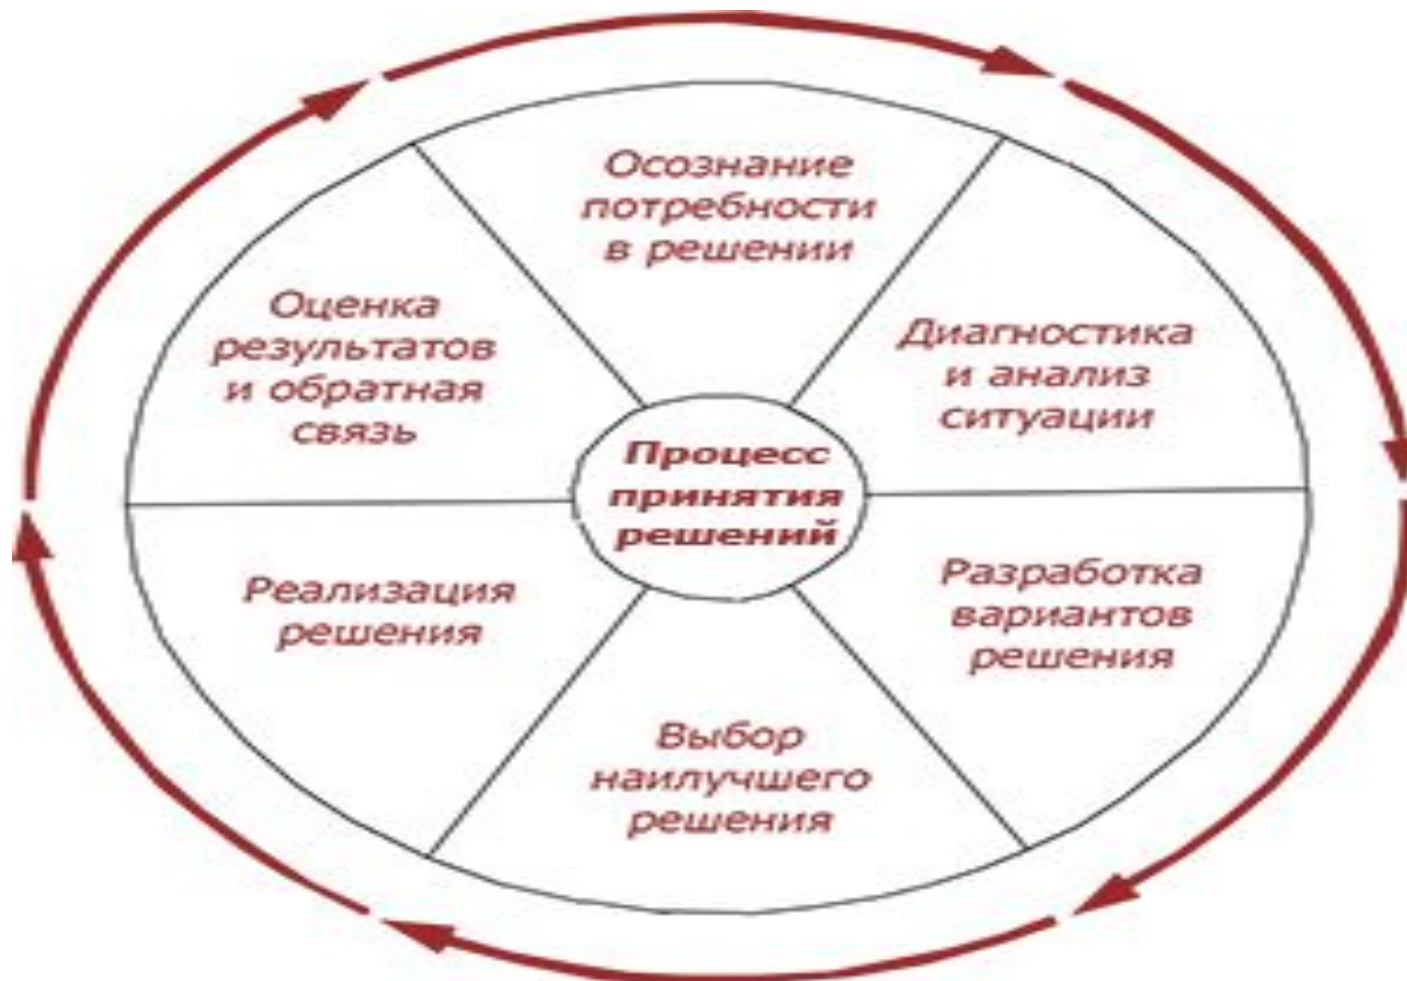 Осознание
потребности
в решении
Диагностика
и анализ
ситуации
Разработка
вариантов
решения
Выбор
наилучшего
решения
Реализация
решения
Оценка
результатов
и обратная
связь
Процесс
принятия
решений